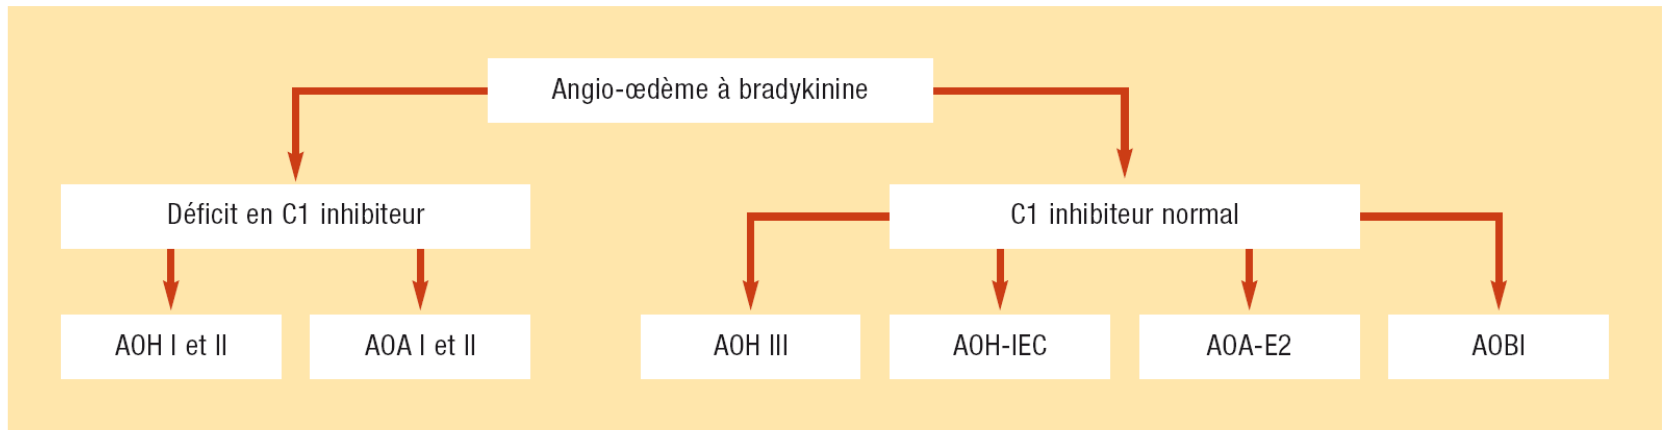 Angio-œdème à bradykinine
Déficit en C1 inhibiteur
C1 inhibiteur normal
AOH I et II
AOA I et II
AOH III
AOH-IEC
AOA-E2
AOBI